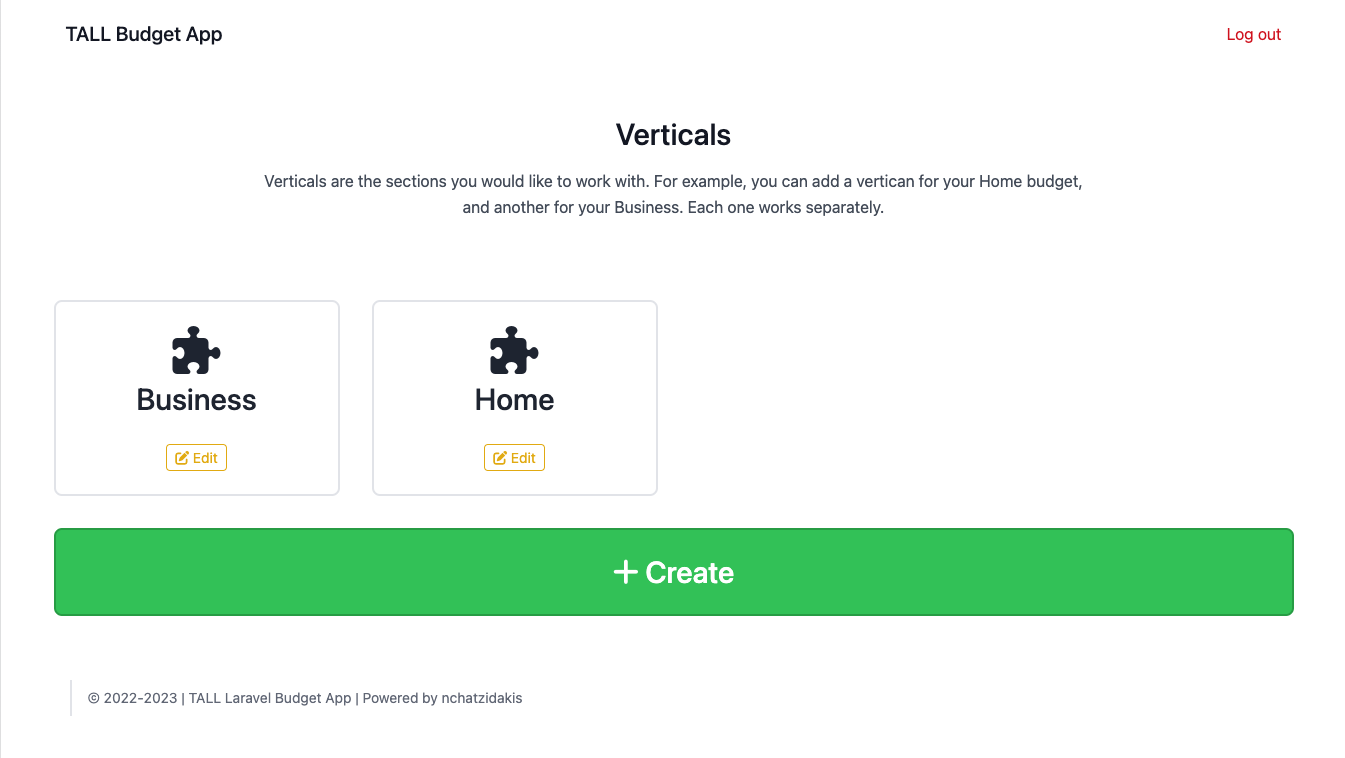 TALL Budget App
Log out
Verticals
Verticals are the sections you would like to work with. For example, you can add a vertican for your Home budget,
and another for your Business. Each one works separately.
Business
Home
Edit
Edit
Create
© 2022-2023 | TALL Laravel Budget App | Powered by nchatzidakis